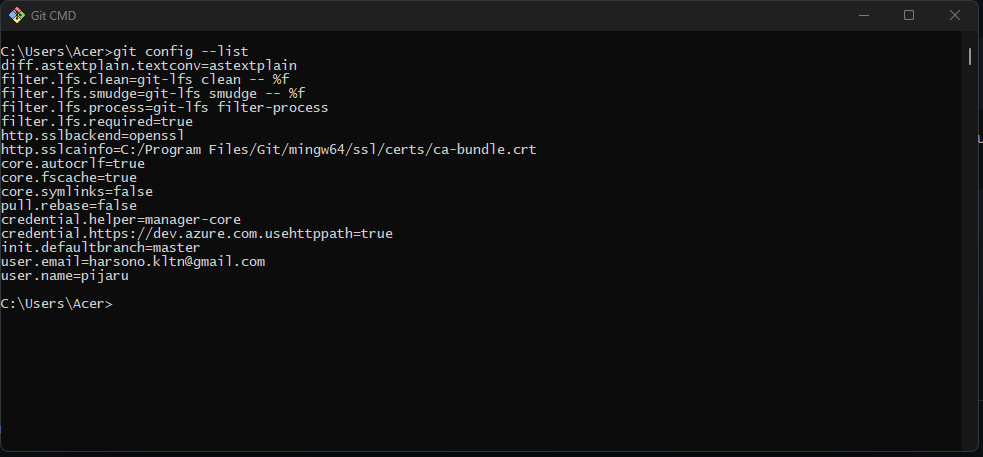 Git CMD
C:\Users\Acer>git config --list
diff.astextplain.textconv=astextplain
filter.lfs.clean=git-lfs clean -- %f
filter.lfs.smudge=git-lfs smudge -- %f
filter.lfs.process=git-lfs filter-process
filter.lfs.required=true
http.sslbackend=openssl
http.sslcainfo=C:/Program Files/Git/mingw64/ssl/certs/ca-bundle.crt
core.autocrlf=true
core.fscache=true
core.symlinks=false
pull.rebase=false
credential.helper=manager-core
credential.https://dev.azure.com.usehttppath=true
init.defaultbranch=master
user.email=harsono.kltn@gmail.com
user.name=pijaru
C:\Users\Acer>